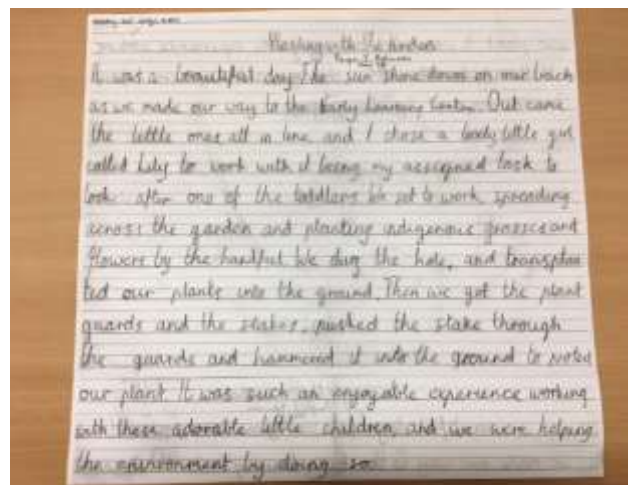 Planting with the
It was a beautiful day. The sun shone down on our back
as we made our way to the Early Learning Center. Out came
the little ones all in line and I chose a lovely little girl
called Lily to work with it being my assigned task to
look after one of the toddlers. We set to work, spreading
across the garden and planting indigenous grasses and
flowers by the handful. We dug the hole, and transplan
ted our plants into the ground. Then we got the plant
guards and the stakes, pushed the stake through
the guards and hammered it into the ground to
our plant. It was such an enjoyable experience working
with these adorable little children, and we were helping
the environment by doing so.